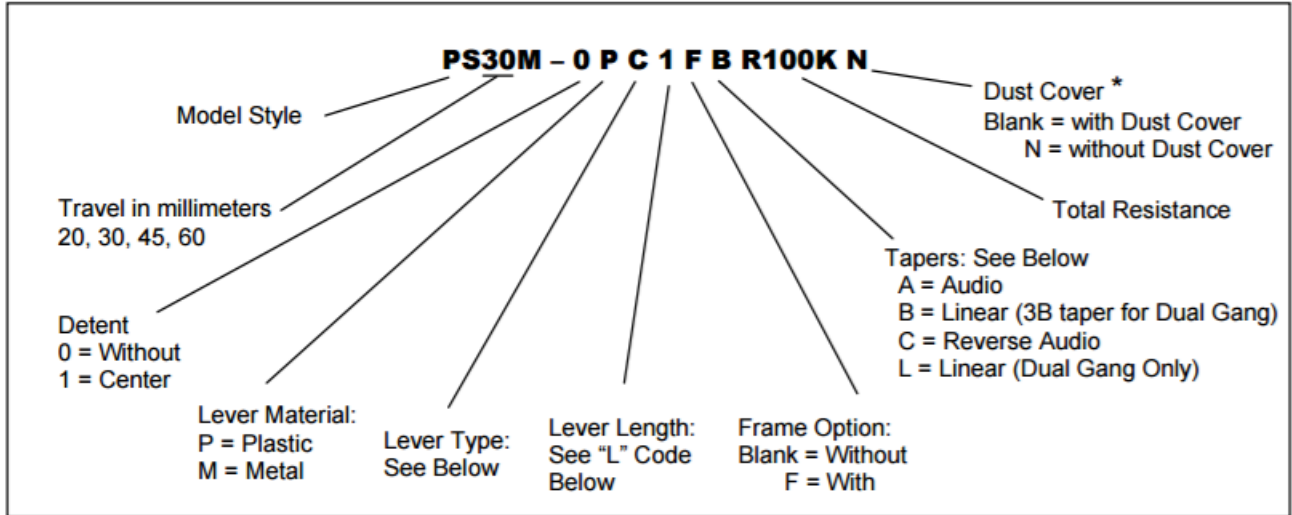 PS30M – 0 P C 1 F B R100K N
Model Style
Dust Cover *
Blank = with Dust Cover
N = without Dust Cover
Travel in millimeters
20, 30, 45, 60
Total Resistance
Tapers: See Below
A = Audio
B = Linear (3B taper for Dual Gang)
C = Reverse Audio
L = Linear (Dual Gang Only)
Detent
0 = Without
1 = Center
Lever Material:
P = Plastic
M = Metal
Lever Type:
See Below
Lever Length:
See “L” Code
Below
Frame Option:
Blank = Without
F = With